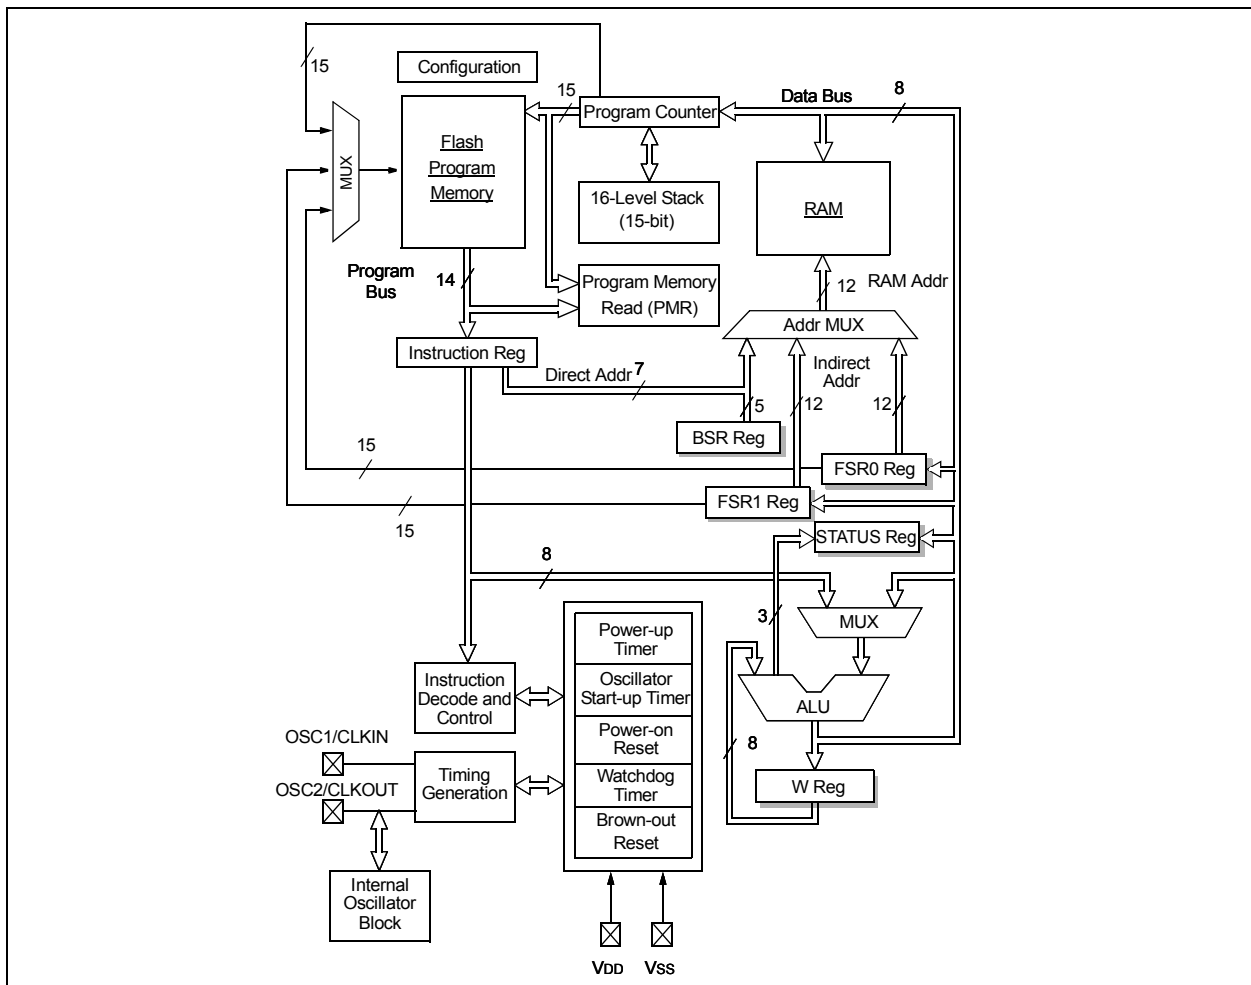 15
Configuration
15
Program Counter
Data Bus
8
MUX
Flash
Program
Memory
16-Level Stack
(15-bit)
RAM
Program
Bus
14
Program Memory
Read (PMR)
12
RAM Addr
Addr MUX
Instruction Reg
Direct Addr
7
Indirect
Addr
5
12
12
BSR Reg
15
FSR0 Reg
15
FSR1 Reg
STATUS Reg
8
3
MUX
Power-up
Timer
Instruction
Decode and
Control
Oscillator
Start-up Timer
ALU
Power-on
Reset
8
OSC1/CLKIN
Timing
Generation
Watchdog
Timer
W Reg
OSC2/CLKOUT
Brown-out
Reset
Internal
Oscillator
Block
VDD
VSS